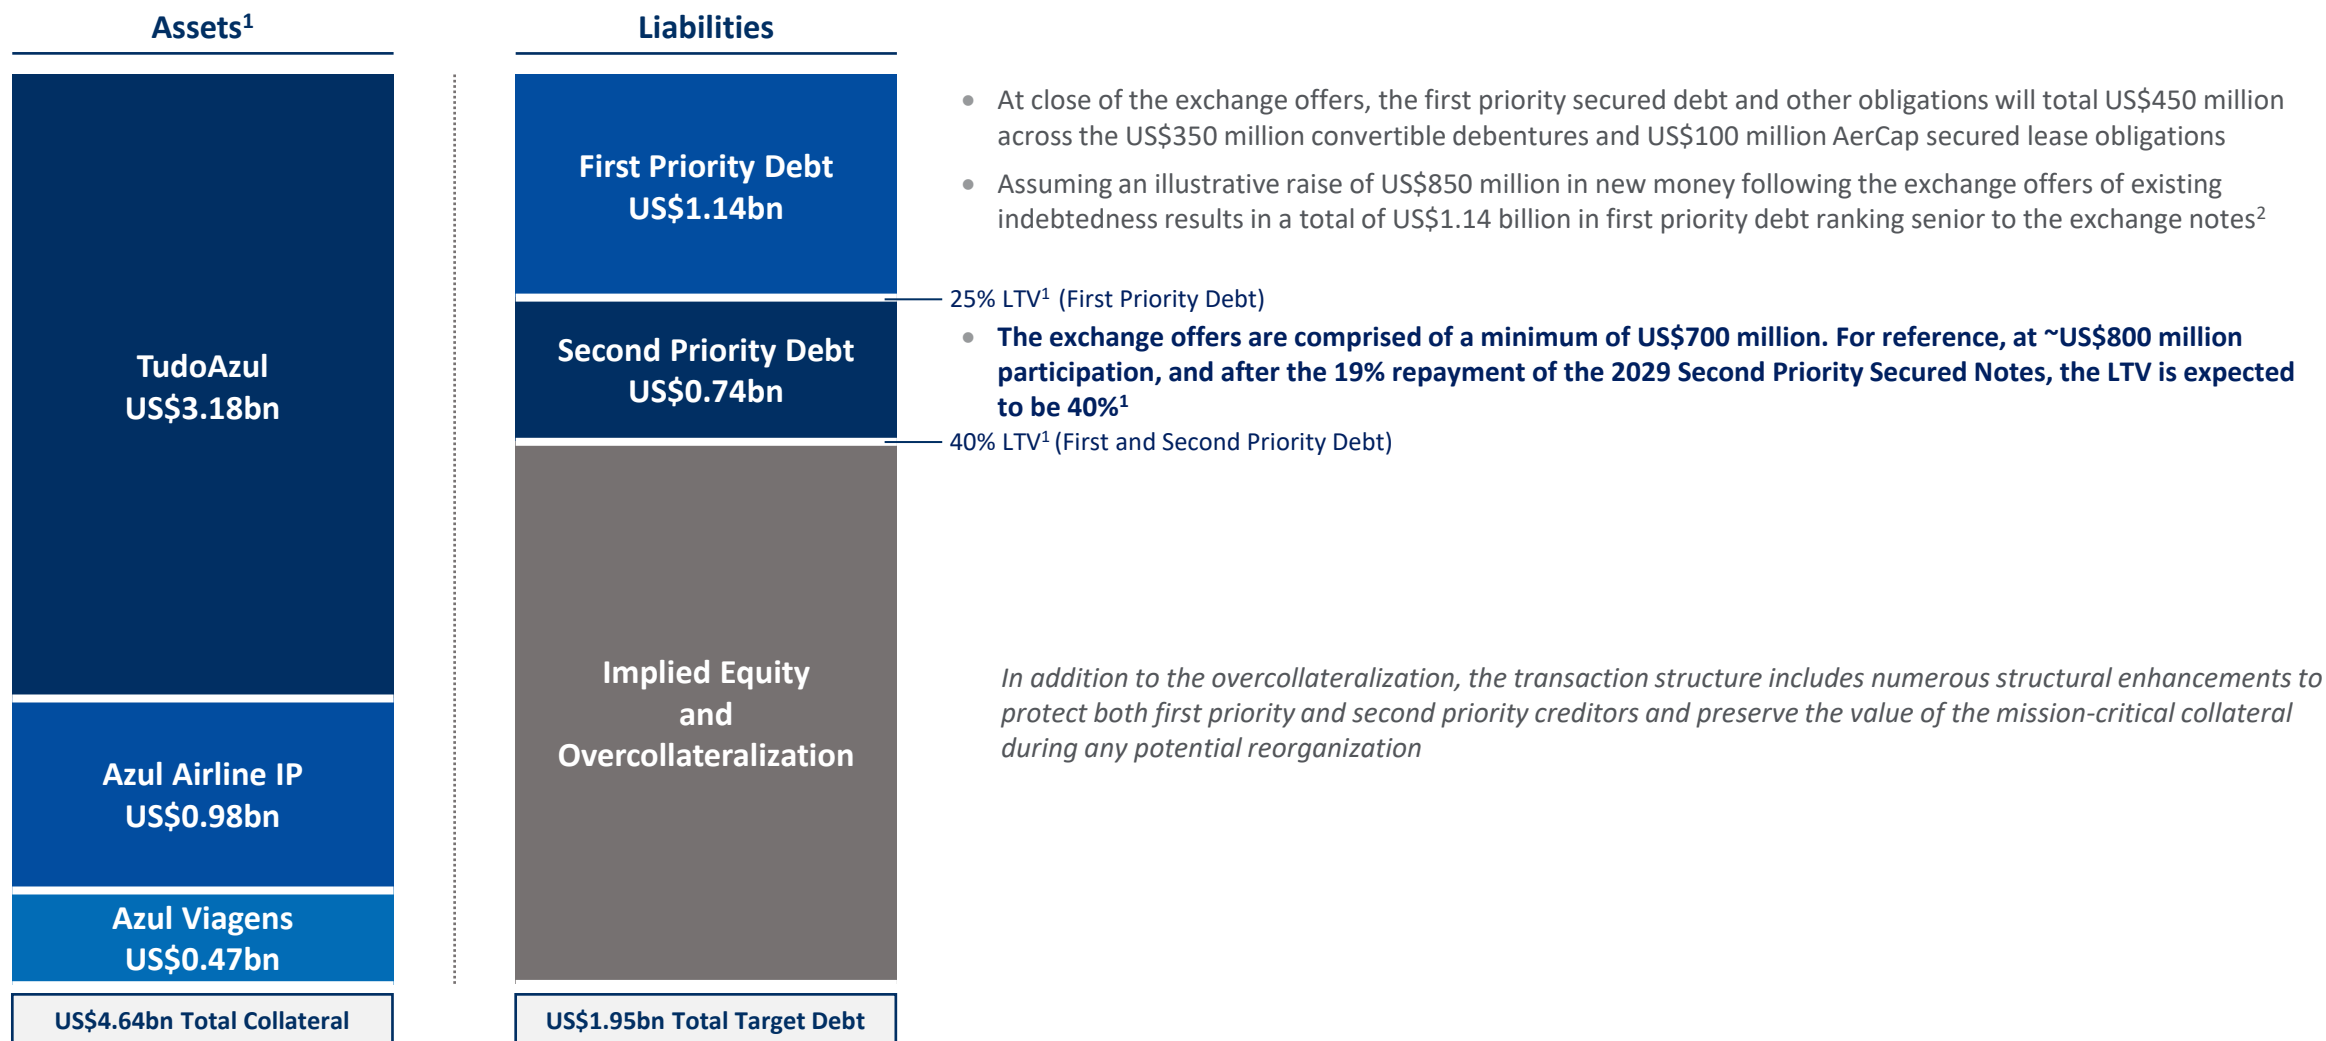 Assets1
Liabilities
TudoAzul
US$3.18bn
Azul Airline IP
US$0.98bn
Azul Viagens
US$0.47bn
US$4.64bn Total Collateral
First Priority Debt
US$1.14bn
Second Priority Debt
US$0.74bn
Implied Equity
and
Overcollateralization
US$1.95bn Total Target Debt
• At close of the exchange offers, the first priority secured debt and other obligations will total US$450 million
across the US$350 million convertible debentures and US$100 million AerCap secured lease obligations
• Assuming an illustrative raise of US$850 million in new money following the exchange offers of existing
indebtedness results in a total of US$1.14 billion in first priority debt ranking senior to the exchange notes2
25% LTV1 (First Priority Debt)
• The exchange offers are comprised of a minimum of US$700 million. For reference, at ~US$800 million
participation, and after the 19% repayment of the 2029 Second Priority Secured Notes, the LTV is expected
to be 40%1
40% LTV1 (First and Second Priority Debt)
In addition to the overcollateralization, the transaction structure includes numerous structural enhancements to
protect both first priority and second priority creditors and preserve the value of the mission-critical collateral
during any potential reorganization